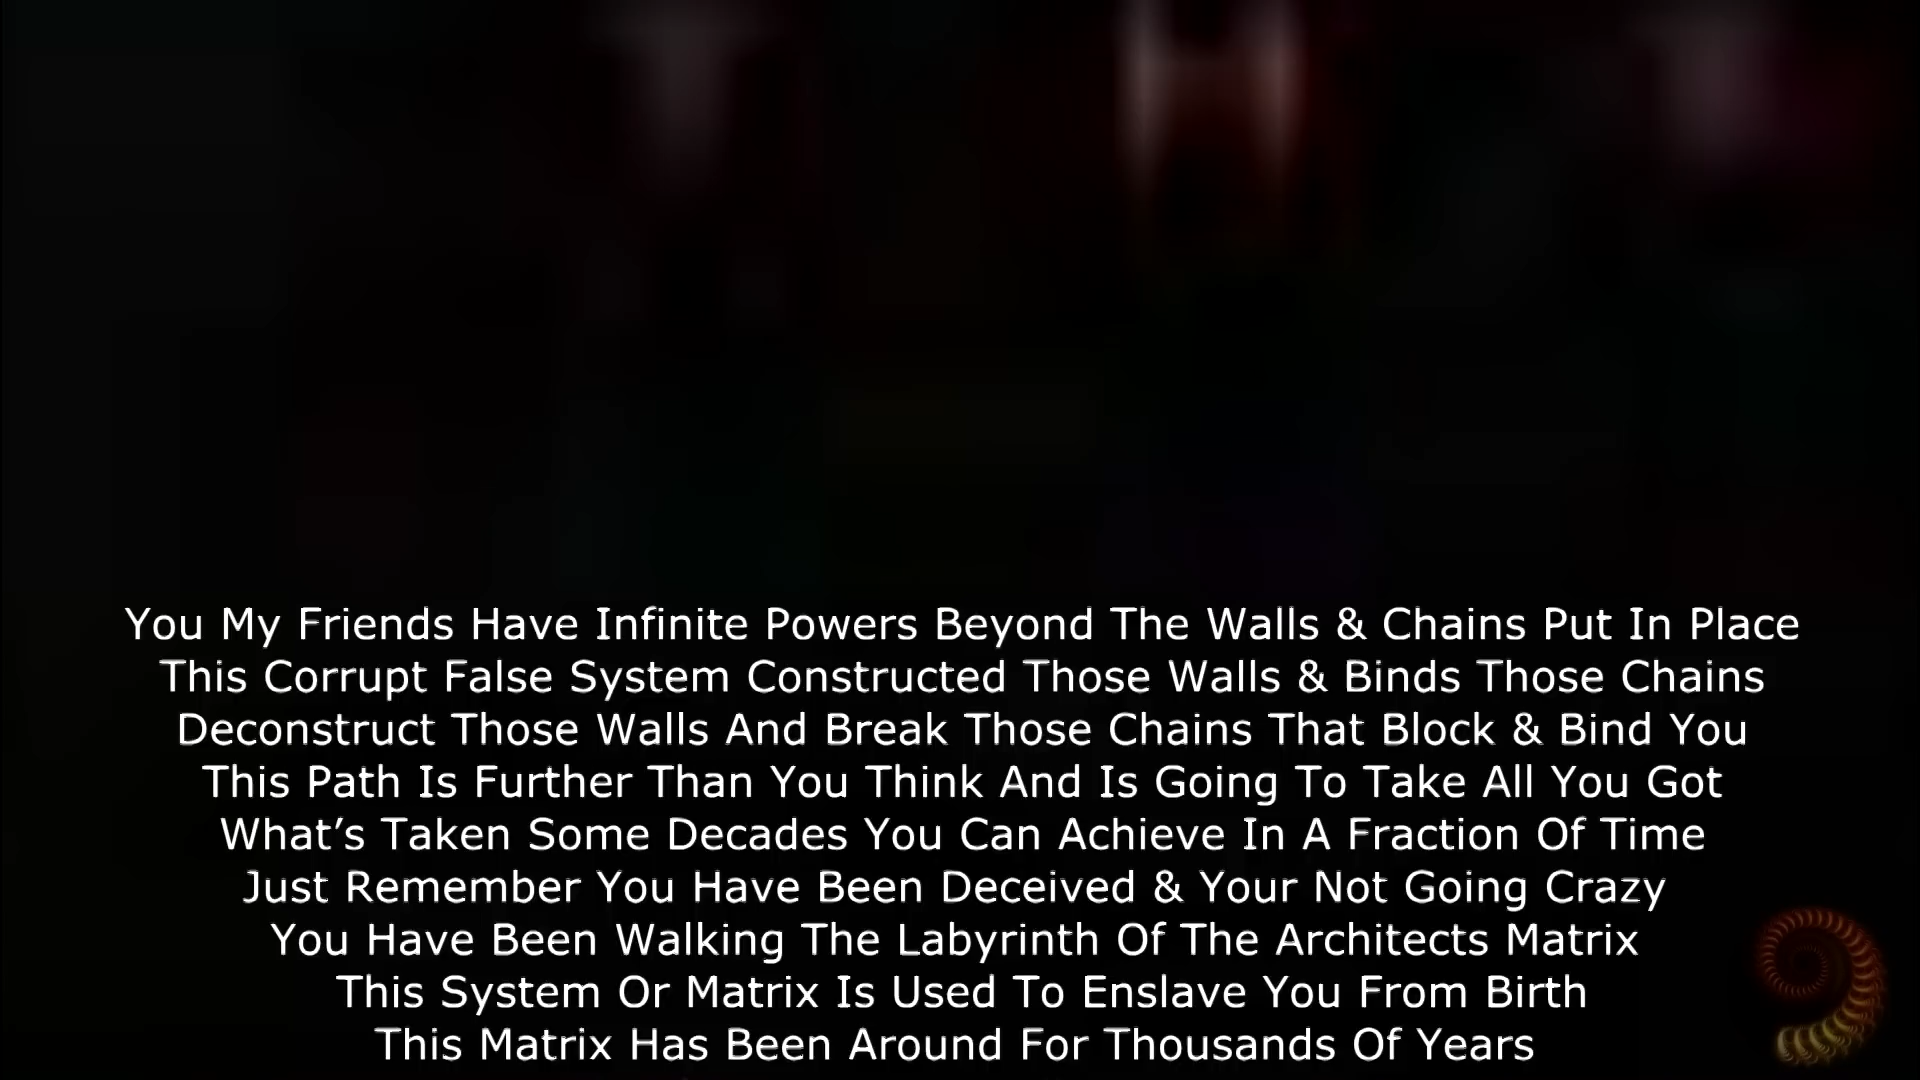 You My Friends Have Infinite Powers Beyond The Walls & Chains Put In Place
This Corrupt False System Constructed Those Walls & Binds Those Chains
Deconstruct Those Walls And Break Those Chains That Block & Bind You
This Path Is Further Than You Think And Is Going To Take All You Got
What’s Taken Some Decades You Can Achieve In A Fraction Of Time
Just Remember You Have Been Deceived & Your Not Going Crazy
You Have Been Walking The Labyrinth Of The Architects Matrix
This System Or Matrix Is Used To Enslave You From Birth
This Matrix Has Been Around For Thousands Of Years